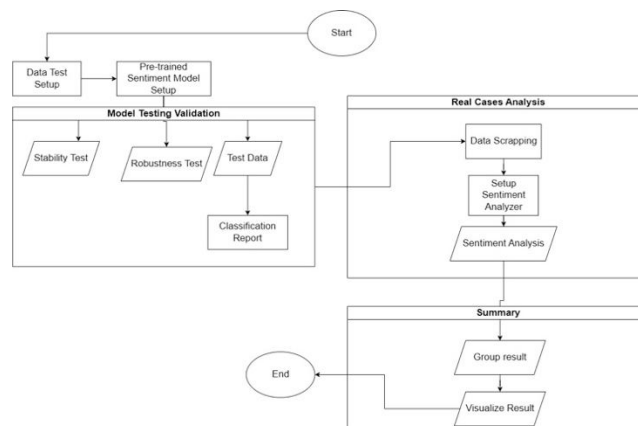 Start
Data Test
Setup
Pre-trained
Sentiment Model
Setup
Model Testing Validation
Stability Test
Robustness Test
Test Data
Classification
Report
Real Cases Analysis
Data Scrapping
Setup
Sentiment
Analyzer
Sentiment Analysis
Summary
Group result
Visualize Result
End